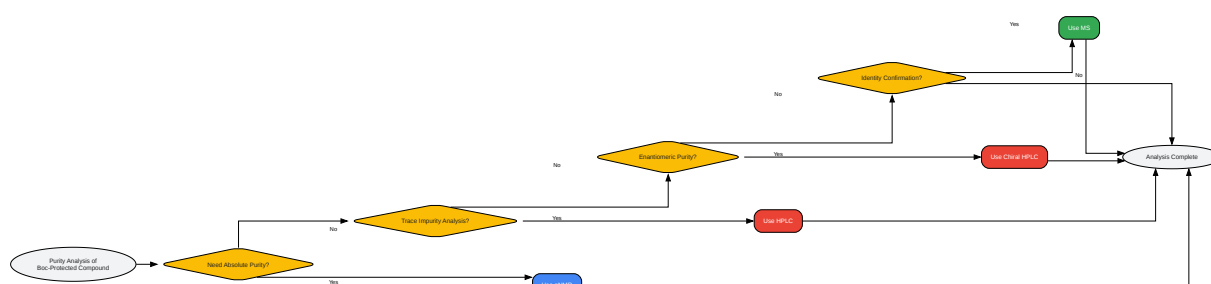 Yes
Use MS
Identity Confirmation?
No
No
Enantiomeric Purity?
Yes
Use Chiral HPLC
Analysis Complete
No
Trace Impurity Analysis?
Yes
Use HPLC
No
Purity Analysis of
Boc-Protected Compound
Need Absolute Purity?
Yes